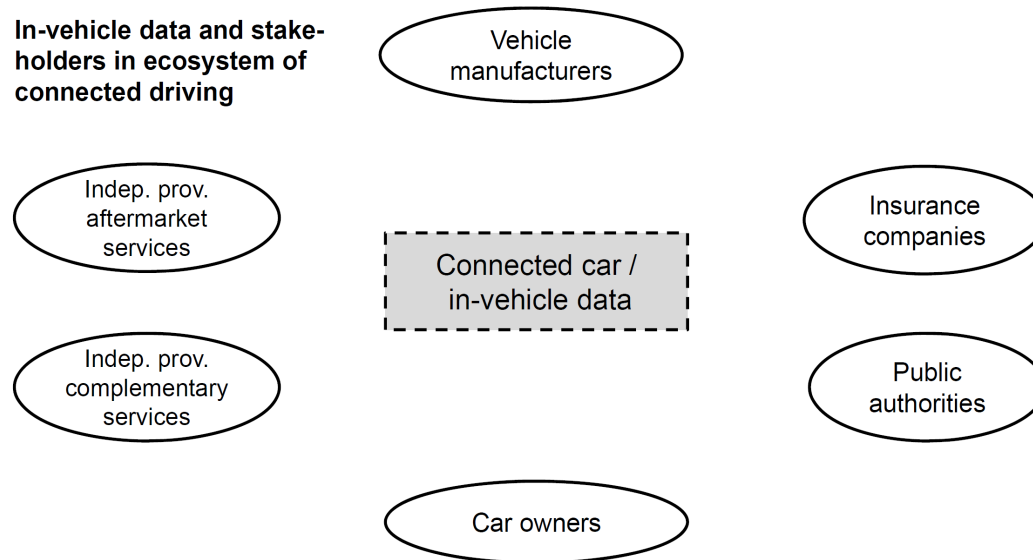 In-vehicle data and stake-
holders in ecosystem of
connected driving
Vehicle
manufacturers
Indep. prov.
aftermarket
services
Insurance
companies
Connected car /
in-vehicle data
Indep. prov.
complementary
services
Public
authorities
Car owners